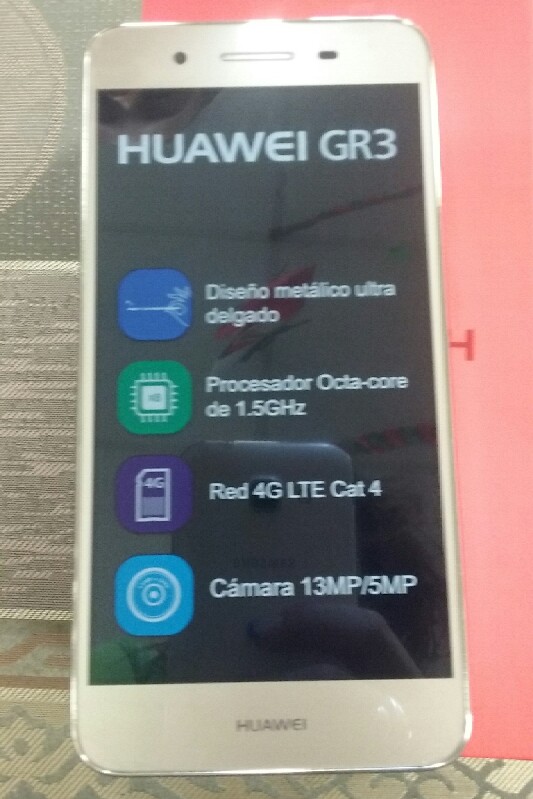 HUAWEI GR3
Diseño metálico ultra
delgado
Procesador Octa-core
de 1.5GHz
4G
Red 4G LTE Cat 4
Cámara 13MP/5MP
HUAWEI